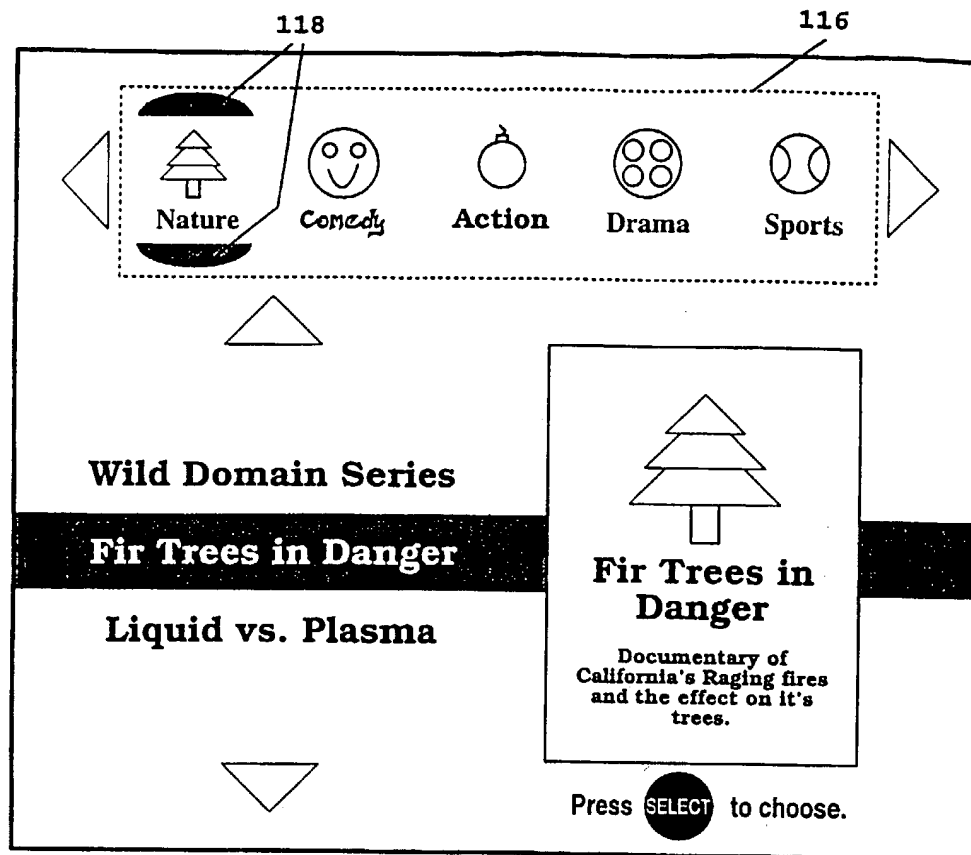 118
116
Nature
Comedy
Action
Drama
Sports
Wild Domain Series
Fir Trees in Danger
Liquid vs. Plasma
Fir Trees in
Danger
Documentary of
California's Raging fires
and the effect on it's
trees.
Press SELECT to choose.